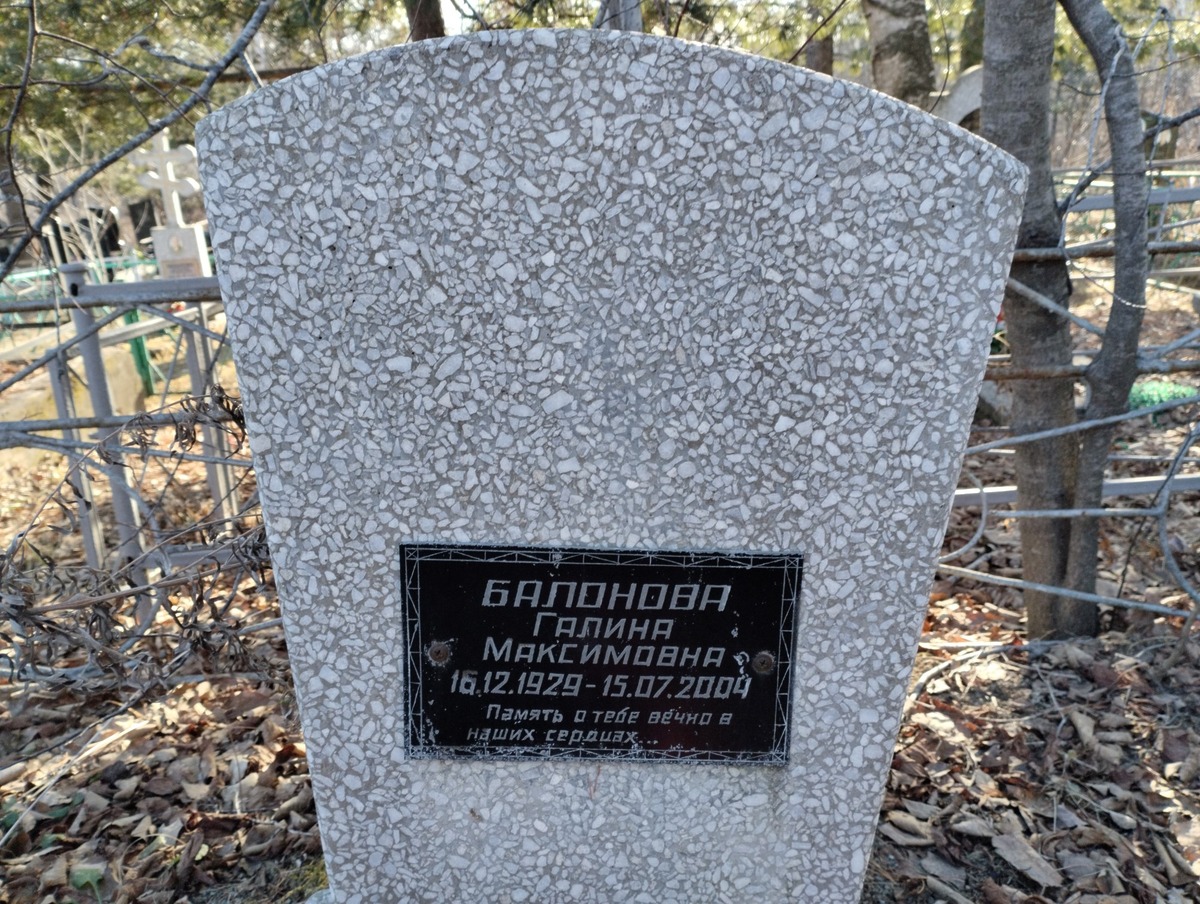 БАЛОНОВА
Галина
Максимовна
16.12.1929-15.07.2004
Память о тебе вечно в
наших сердцах...